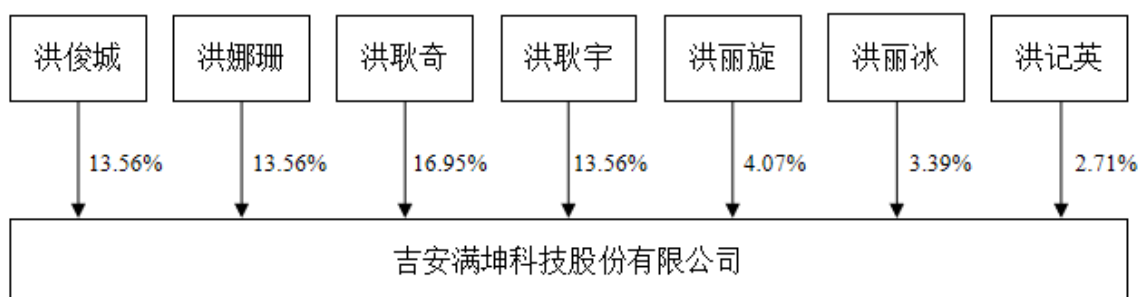 洪俊城 洪娜珊 洪耿奇 洪耿宇 洪丽旋 洪丽冰 洪记英
13.56% 13.56% 16.95% 13.56% 4.07% 3.39% 2.71%
吉安满坤科技股份有限公司